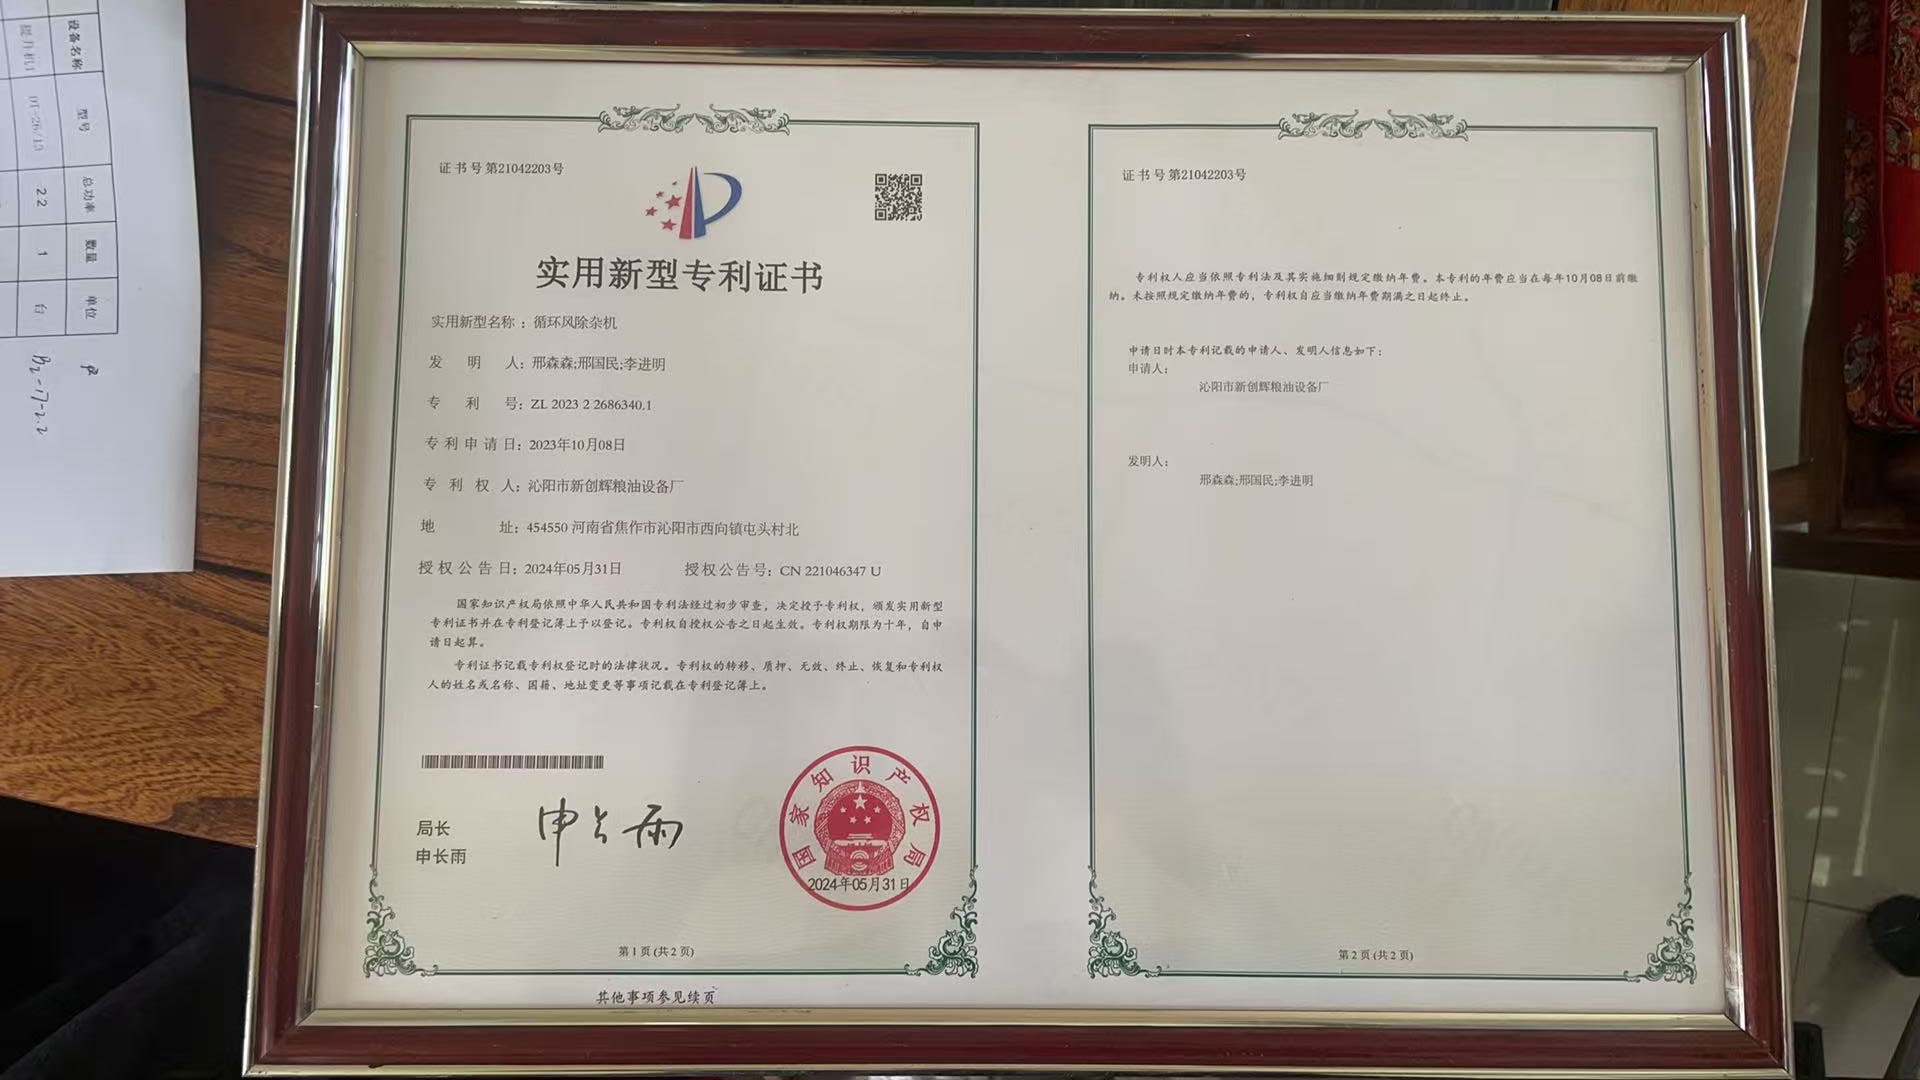 设备名称
型号
总功率
数量
单位
提升机1
DT-26/13
22
1
台
证书号第21042203号
实用新型专利证书
实用新型名称：循环风除杂机
发明人：邢森森;邢国民;李进明
专利号：ZL 2023 2 2686340.1
专利申请日：2023年10月08日
专利权人：沁阳市新创辉粮油设备厂
地址：454550 河南省焦作市沁阳市西向镇屯头村北
授权公告日：2024年05月31日 授权公告号：CN 221046347 U
国家知识产权局依照中华人民共和国专利法经过初步审查，决定授予专利权，颁发实用新型
专利证书并在专利登记簿上予以登记。专利权自授权公告之日起生效。专利权期限为十年，自申
请日起算。
专利证书记载专利权登记时的法律状况。专利权的转移、质押、无效、终止、恢复和专利权
人的姓名或名称、国籍、地址变更等事项记载在专利登记簿上。
局长
申长雨
申长雨
国家知识产权局
2024年05月31日
第 1 页 (共 2 页)
其他事项参见续页
证书号第21042203号
专利权人应当依照专利法及其实施细则规定缴纳年费。本专利的年费应当在每年10月08日前缴
纳。未按照规定缴纳年费的，专利权自应当缴纳年费期满之日起终止。
申请日时本专利记载的申请人、发明人信息如下：
申请人：
沁阳市新创辉粮油设备厂
发明人：
邢森森;邢国民;李进明
第 2 页 (共 2 页)